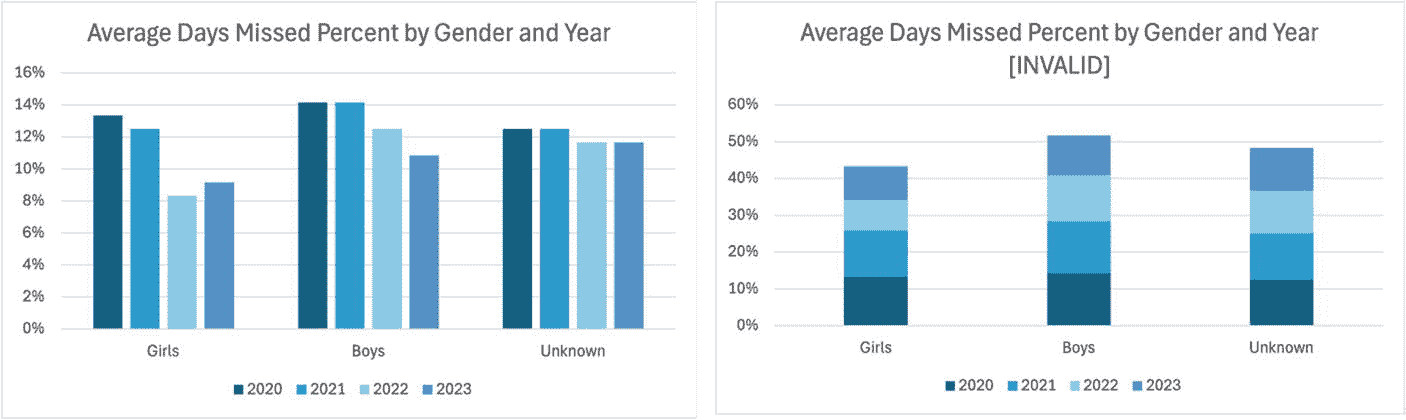 Average Days Missed Percent by Gender and Year
16%
14%
12%
10%
8%
6%
4%
2%
0%
Girls Boys Unknown
2020 2021 2022 2023
Average Days Missed Percent by Gender and Year
[INVALID]
60%
50%
40%
30%
20%
10%
0%
Girls Boys Unknown
2020 2021 2022 2023